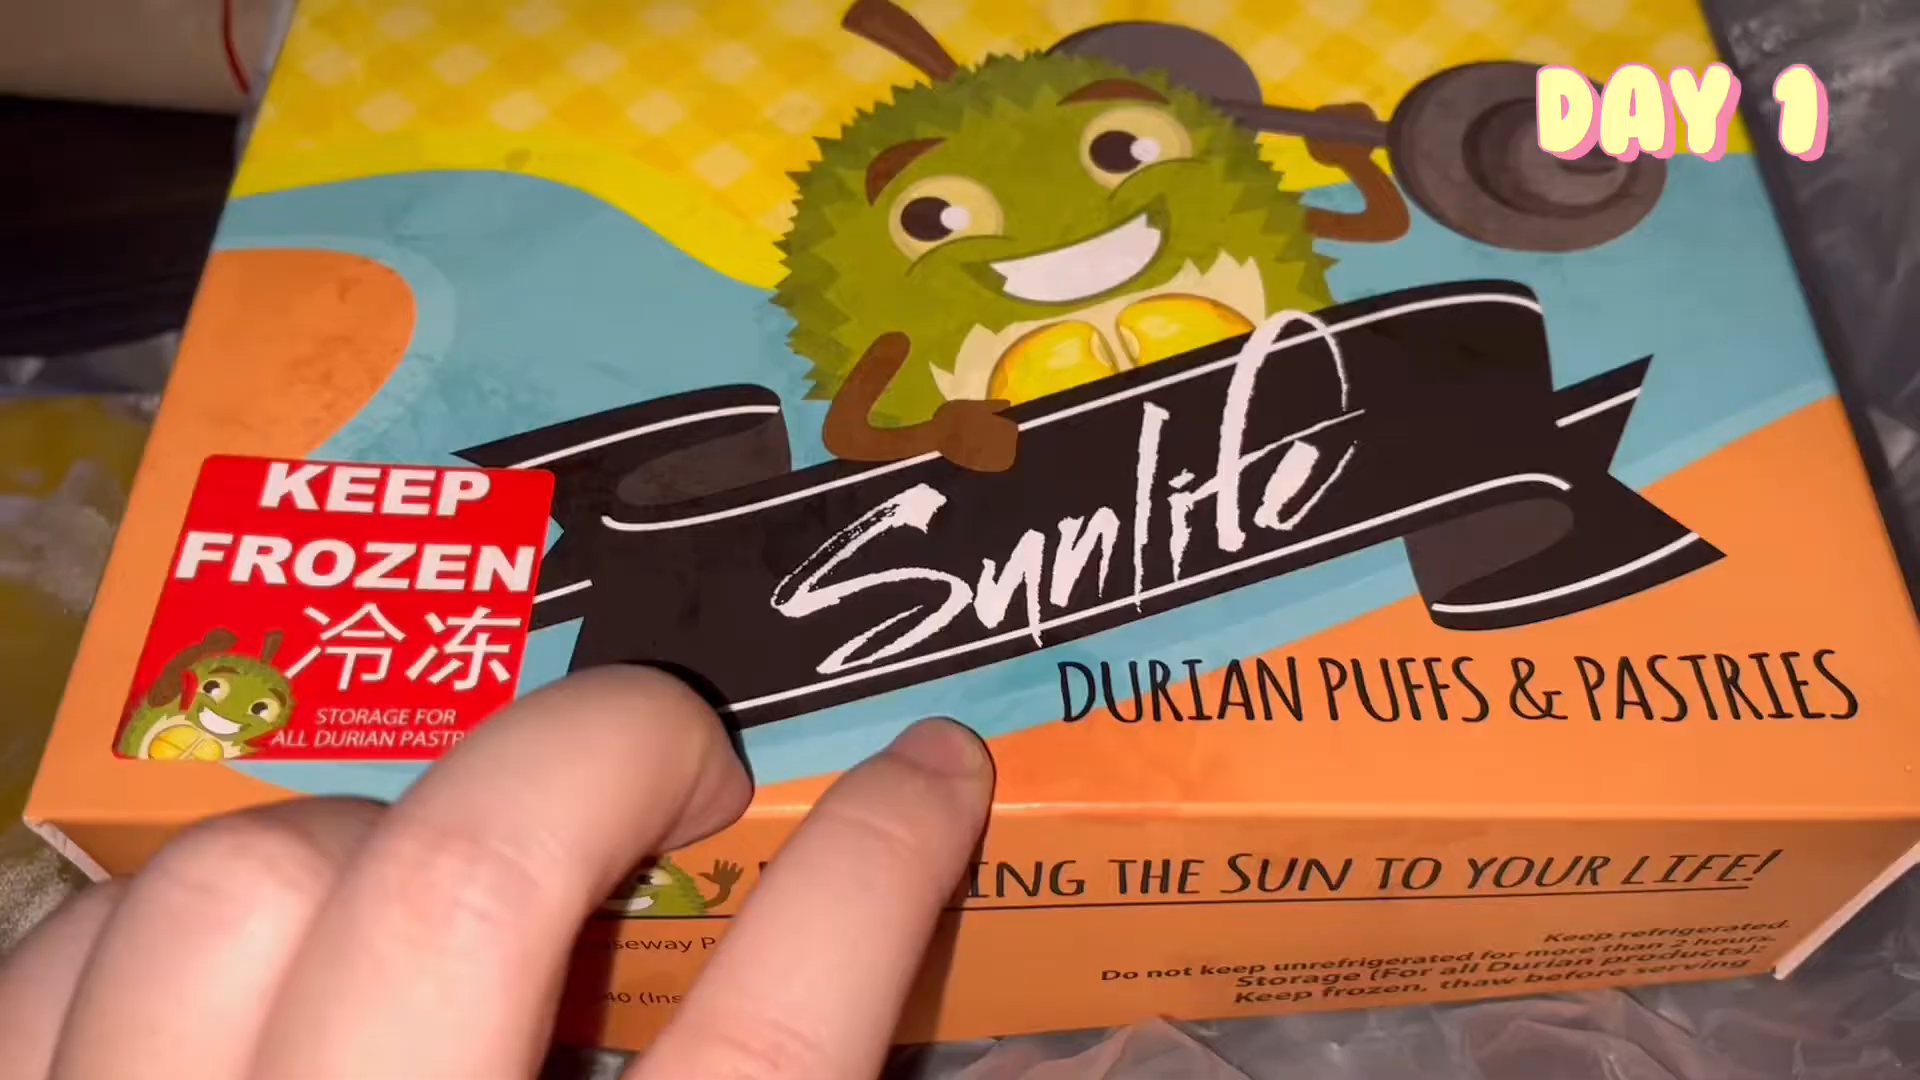 DAY 1
Sunlife
KEEP
FROZEN
冷冻
STORAGE FOR
ALL DURIAN
DURIAN PUFFS & PASTRIES
THE SUN TO YOUR LIFE!
Keep refrigerated.
Do not keep unrefrigerated for more than 2 hours.
Storage (For all Durian products):
Keep frozen, thaw before serving